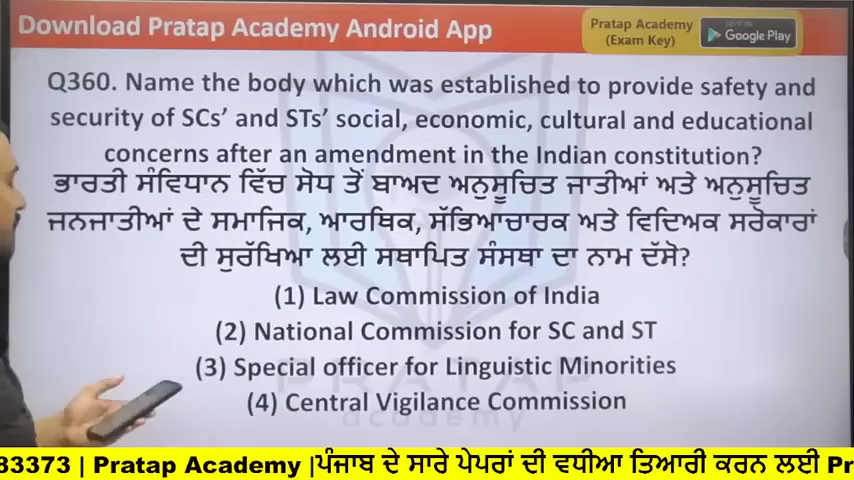 Download Pratap Academy Android App
Pratap Academy
(Exam Key)
Google Play
Q360. Name the body which was established to provide safety and
security of SCs' and STs' social, economic, cultural and educational
concerns after an amendment in the Indian constitution?
ਭਾਰਤੀ ਸੰਵਿਧਾਨ ਵਿੱਚ ਸੋਧ ਤੋਂ ਬਾਅਦ ਅਨੁਸੂਚਿਤ ਜਾਤੀਆਂ ਅਤੇ ਅਨੁਸੂਚਿਤ
ਜਨਜਾਤੀਆਂ ਦੇ ਸਮਾਜਿਕ, ਆਰਥਿਕ, ਸੱਭਿਆਚਾਰਕ ਅਤੇ ਵਿਦਿਅਕ ਸਰੋਕਾਰਾਂ
ਦੀ ਸੁਰੱਖਿਆ ਲਈ ਸਥਾਪਿਤ ਸੰਸਥਾ ਦਾ ਨਾਮ ਦੱਸੋ?
(1) Law Commission of India
(2) National Commission for SC and ST
(3) Special officer for Linguistic Minorities
(4) Central Vigilance Commission
PRATAP
academy
83373 | Pratap Academy |ਪੰਜਾਬ ਦੇ ਸਾਰੇ ਪੇਪਰਾਂ ਦੀ ਵਧੀਆ ਤਿਆਰੀ ਕਰਨ ਲਈ Pr